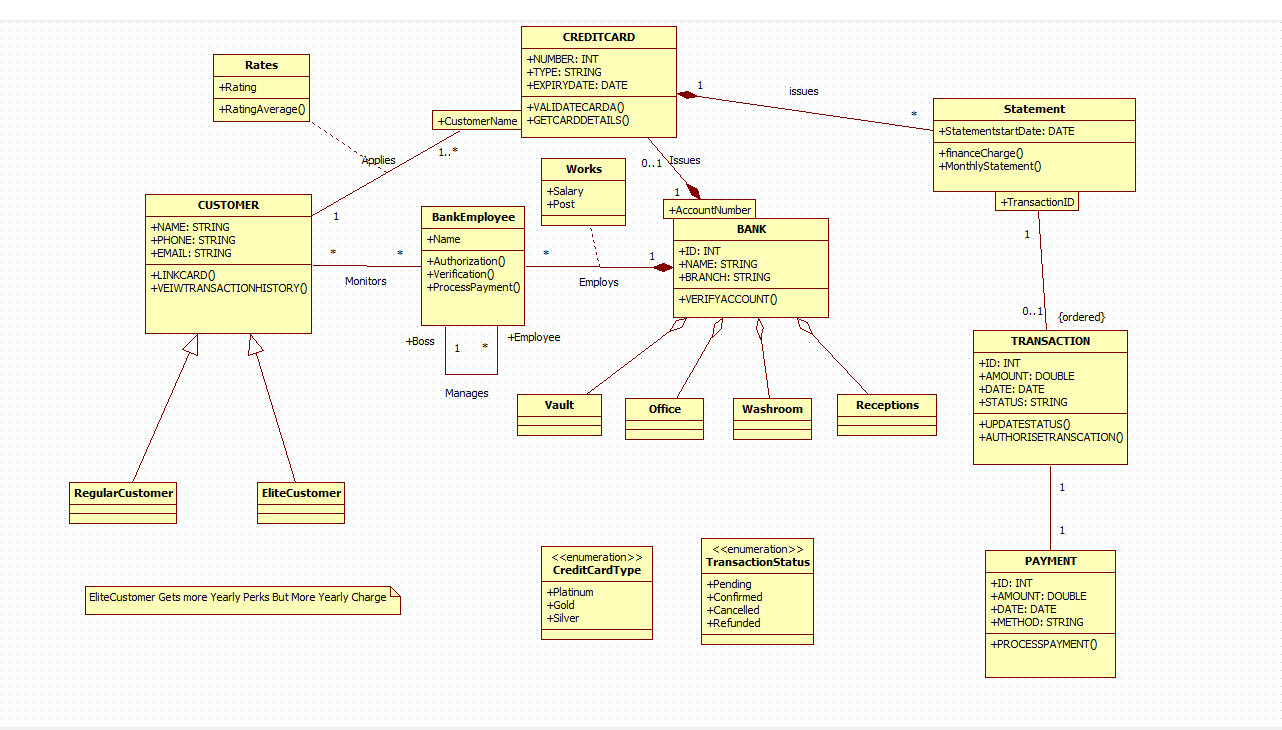 CREDITCARD
+NUMBER: INT
+TYPE: STRING
+EXPIRYDATE: DATE
+VALIDATECARDA()
+GETCARDDETAILS()
Rates
+Rating
+RatingAverage()
+CustomerName
1..*
Applies
1
1
issues
*
Statement
+StatementstartDate: DATE
+financeCharge()
+MonthlyStatement()
+TransactionID
0..1
Issues
1
+AccountNumber
Works
+Salary
+Post
CUSTOMER
+NAME: STRING
+PHONE: STRING
+EMAIL: STRING
+LINKCARD()
+VEIWTRANSACTIONHISTORY()
*
*
Monitors
BankEmployee
+Name
+Authorization()
+Verification()
+ProcessPayment()
*
1
Employs
BANK
+ID: INT
+NAME: STRING
+BRANCH: STRING
+VERIFYACCOUNT()
1
0..1
{ordered}
+Boss
1
*
+Employee
Manages
TRANSACTION
+ID: INT
+AMOUNT: DOUBLE
+DATE: DATE
+STATUS: STRING
+UPDATESTATUS()
+AUTHORISETRANSCATION()
Vault
Office
Washroom
Receptions
RegularCustomer
EliteCustomer
1
1
<<enumeration>>
CreditCardType
+Platinum
+Gold
+Silver
<<enumeration>>
TransactionStatus
+Pending
+Confirmed
+Cancelled
+Refunded
PAYMENT
+ID: INT
+AMOUNT: DOUBLE
+DATE: DATE
+METHOD: STRING
+PROCESSPAYMENT()
EliteCustomer Gets more Yearly Perks But More Yearly Charge